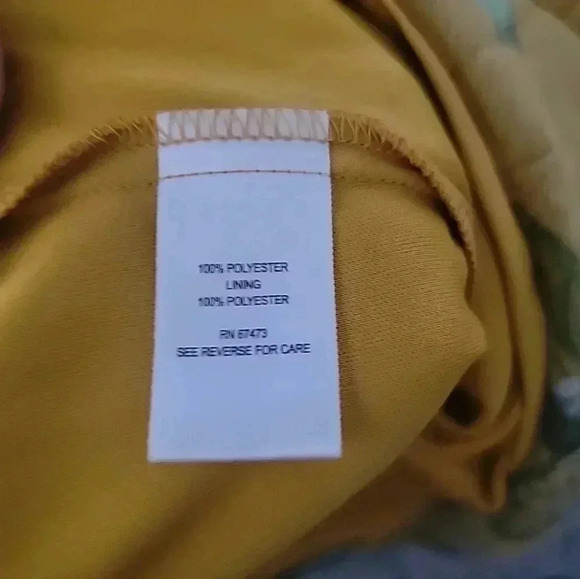 100% POLYESTER
LINING
100% POLYESTER
RN 67473
SEE REVERSE FOR CARE